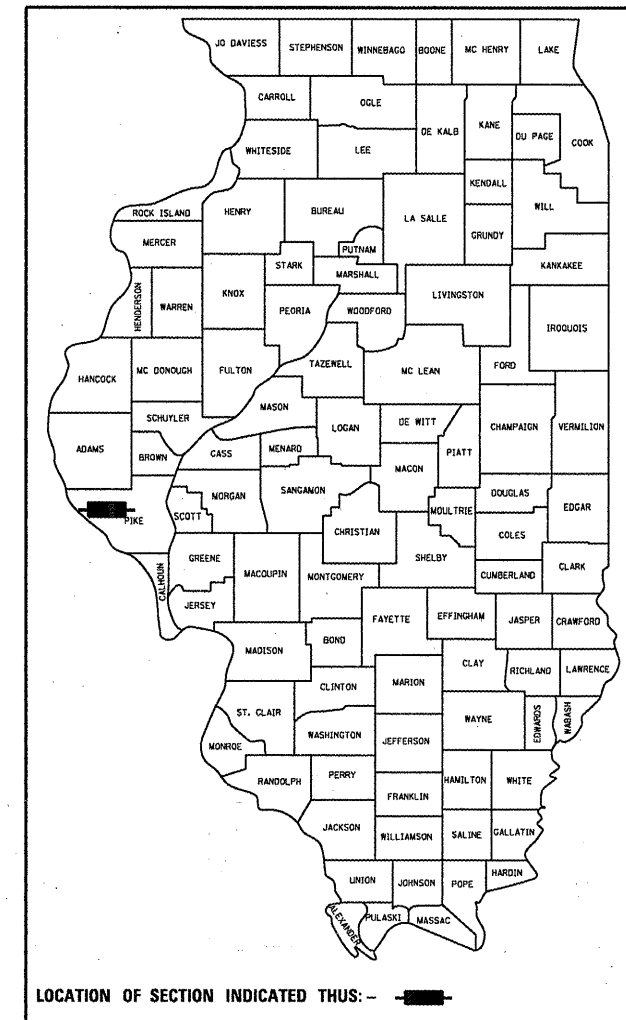 JO DAVIESS STEPHENSON WINNEBAGO BOONE MC HENRY LAKE
CARROLL OGLE DE KALB KANE DU PAGE COOK
WHITESIDE LEE KENDALL WILL
ROCK ISLAND HENRY BUREAU LA SALLE GRUNDY
MERCER PUTNAM KANKAKEE
STARK MARSHALL
HENDERSON WARREN KNOX PEORIA WOODFORD LIVINGSTON IROQUOIS
HANCOCK MC DONOUGH FULTON TAZEWELL MC LEAN FORD
SCHUYLER MASON LOGAN DE WITT CHAMPAIGN VERMILION
ADAMS BROWN CASS MENARD MACON PIATT
PIKE SCOTT MORGAN SANGAMON MOULTRIE DOUGLAS EDGAR
CHRISTIAN COLES
CALHOUN GREENE MACOUPIN MONTGOMERY SHELBY CUMBERLAND CLARK
JERSEY FAYETTE EFFINGHAM JASPER CRAWFORD
MADISON BOND CLAY RICHLAND LAWRENCE
CLINTON MARION
ST. CLAIR WAYNE EDWARDS WABASH
MONROE WASHINGTON JEFFERSON
RANDOLPH PERRY HAMILTON WHITE
FRANKLIN
JACKSON WILLIAMSON SALINE GALLATIN
UNION JOHNSON POPE HARDIN
ALEXANDER PULASKI MASSAC
LOCATION OF SECTION INDICATED THUS: -